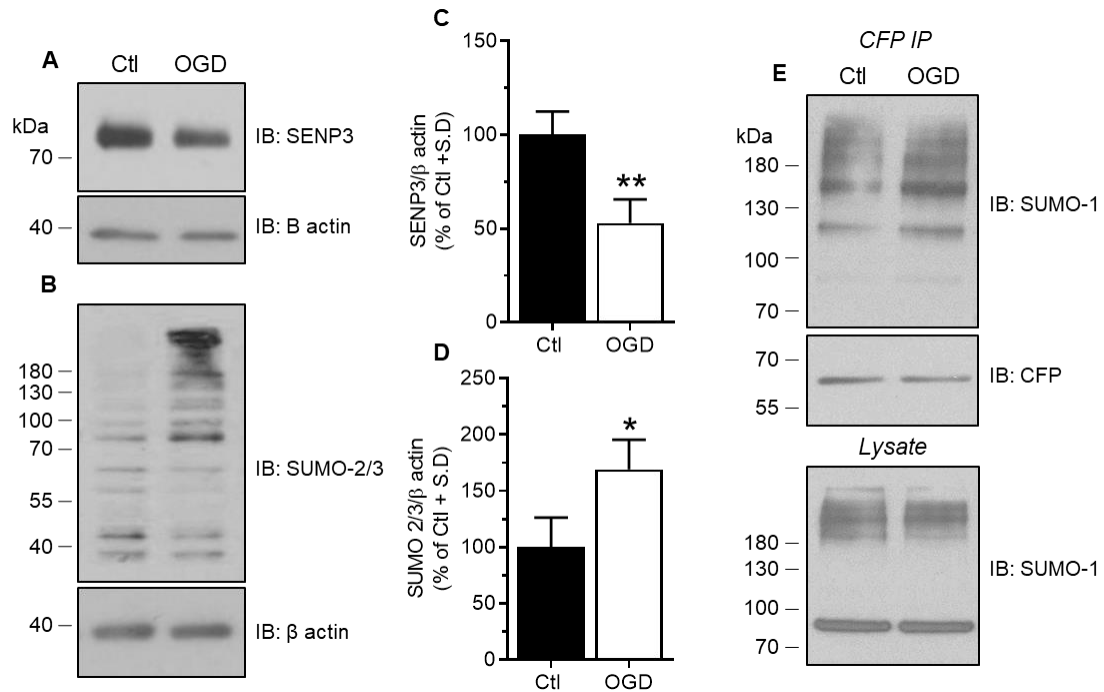 A
Ctl OGD
kDa
70
IB: SENP3
40
IB: B actin
B
180
130
100
70
55
40
IB: SUMO-2/3
40
IB: β actin
C
SENP3/β actin
(% of Ctl +S.D)
150
100
50
0
**
Ctl OGD
D
SUMO 2/3/β actin
(% of Ctl + S.D)
250
200
150
100
50
0
*
Ctl OGD
CFP IP
E
Ctl OGD
kDa
180
130
100
70
IB: SUMO-1
70
55
IB: CFP
Lysate
180
130
100
70
IB: SUMO-1